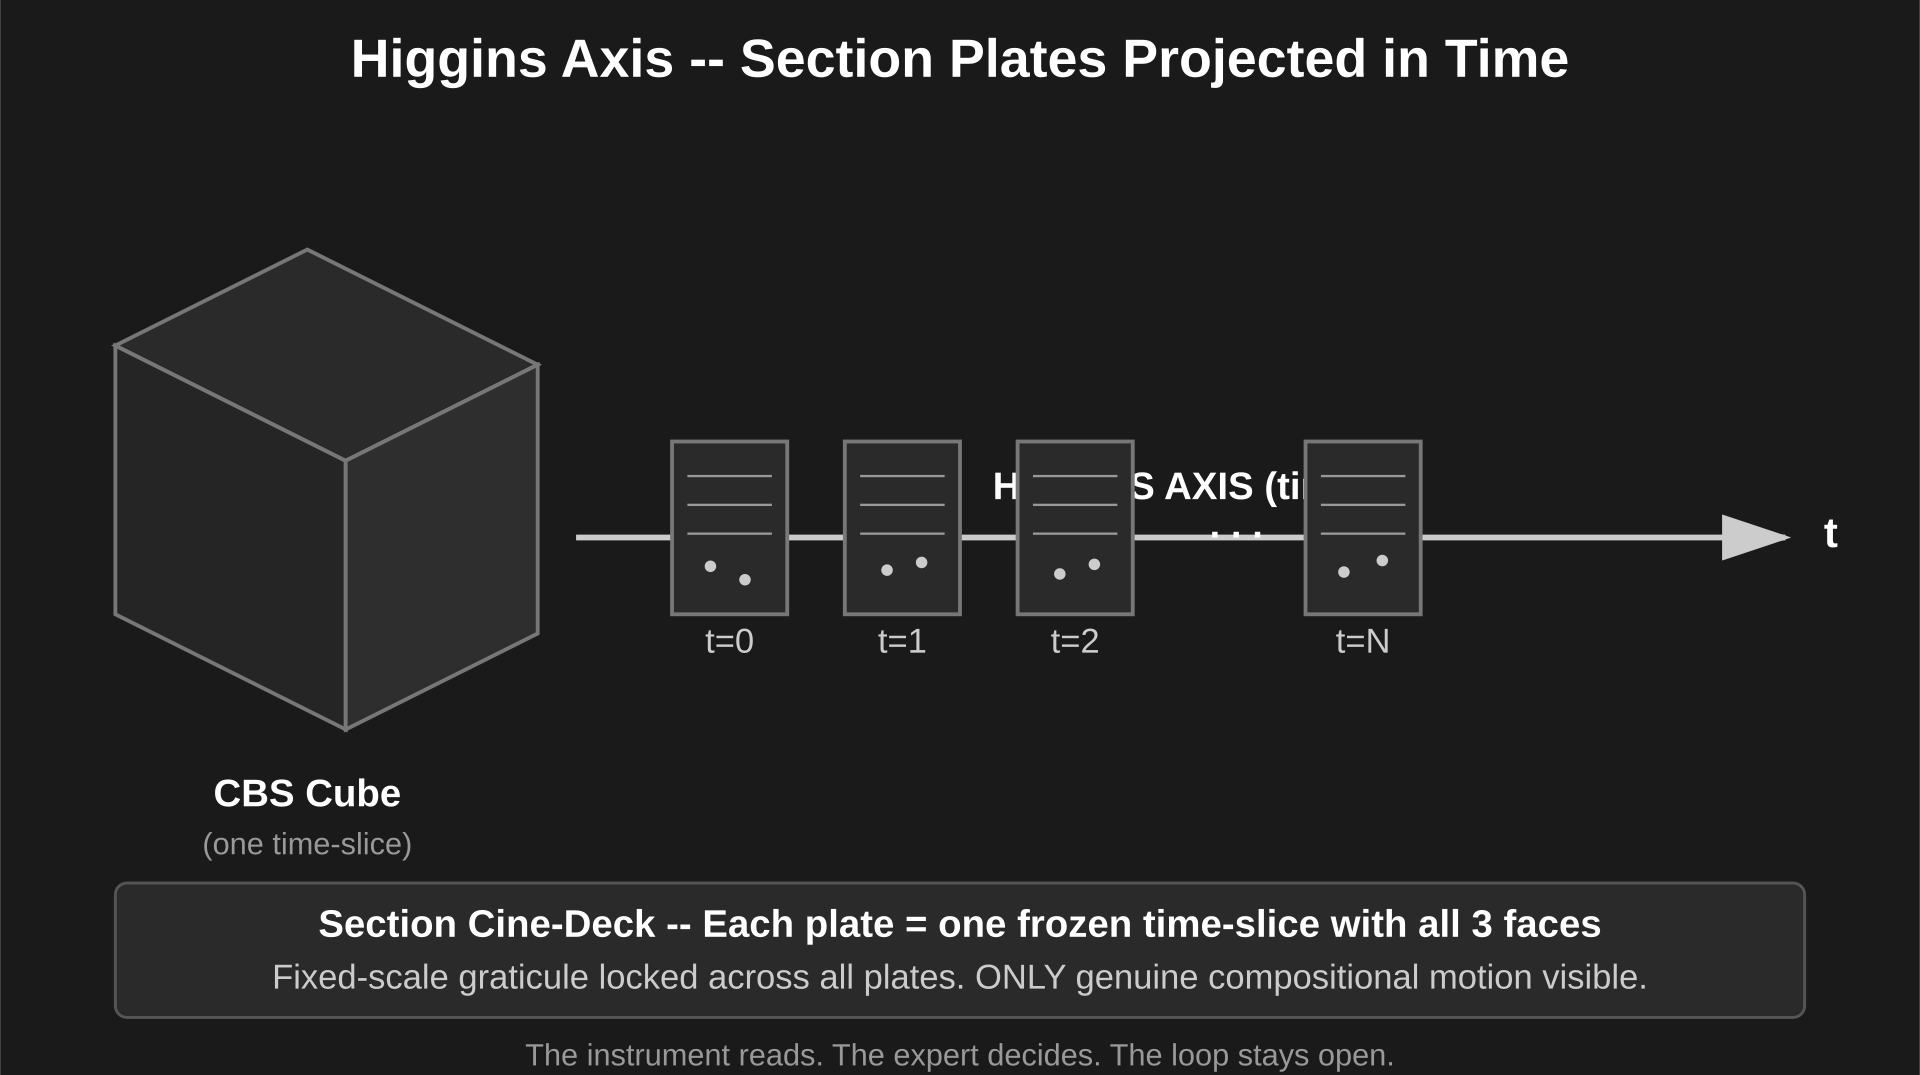 Higgins Axis -- Section Plates Projected in Time
H S AXIS (ti
. . .
t
t=0
t=1
t=2
t=N
CBS Cube
(one time-slice)
Section Cine-Deck -- Each plate = one frozen time-slice with all 3 faces
Fixed-scale graticule locked across all plates. ONLY genuine compositional motion visible.
The instrument reads. The expert decides. The loop stays open.